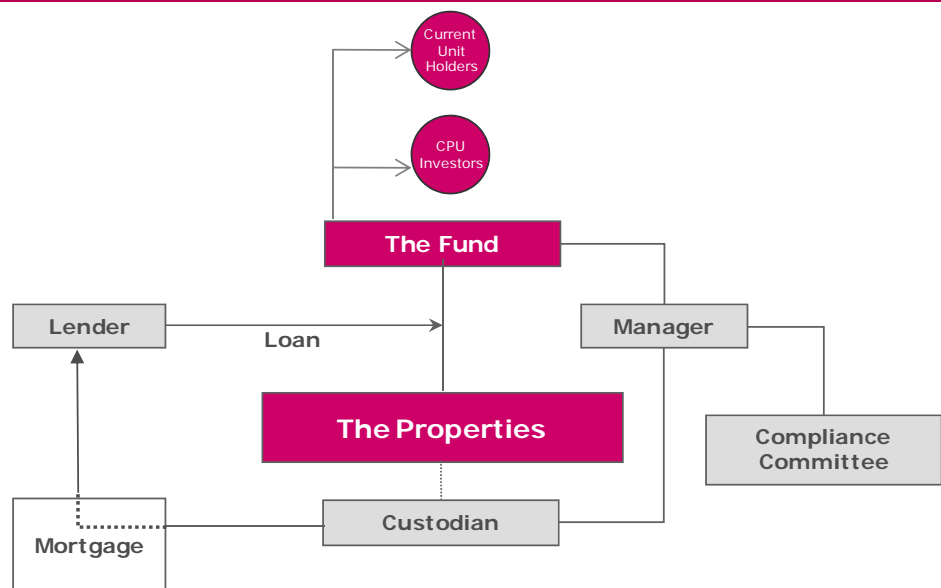 Current
Unit
Holders
CPU
Investors
The Fund
Lender
Loan
Manager
The Properties
Compliance
Committee
Custodian
Mortgage